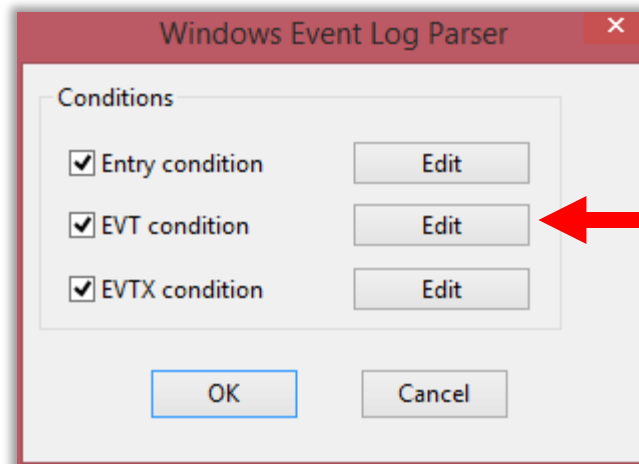 Windows Event Log Parser
Conditions
Entry condition Edit
EVT condition Edit
EVTX condition Edit
OK Cancel